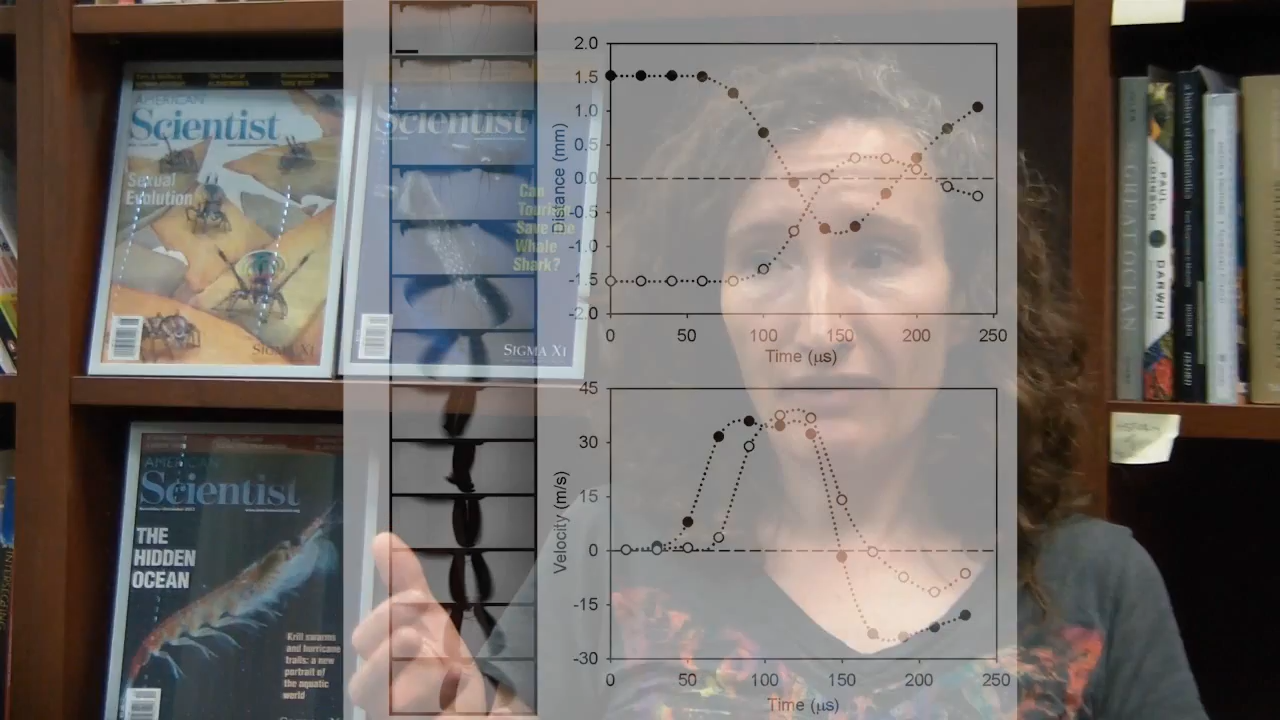 AMERICAN
Scientist
Sexual
Evolution
SIGMA XI
Scientist
Can
Tourism
Save the
Whale
Shark?
SIGMA XI
AMERICAN
Scientist
THE
HIDDEN
OCEAN
Krill swarms
and hurricane
trails: a new
portrait of
the aquatic
world
2.0
1.5
1.0
0.5
0.0
-0.5
-1.0
-1.5
-2.0
Distance (mm)
0 50 100 150 200 250
Time (μs)
45
30
15
0
-15
-30
Velocity (m/s)
0 50 100 150 200 250
Time (μs)
PAUL
JOHNSON
DARWIN
a history of mathematics
GREAT OCEAN